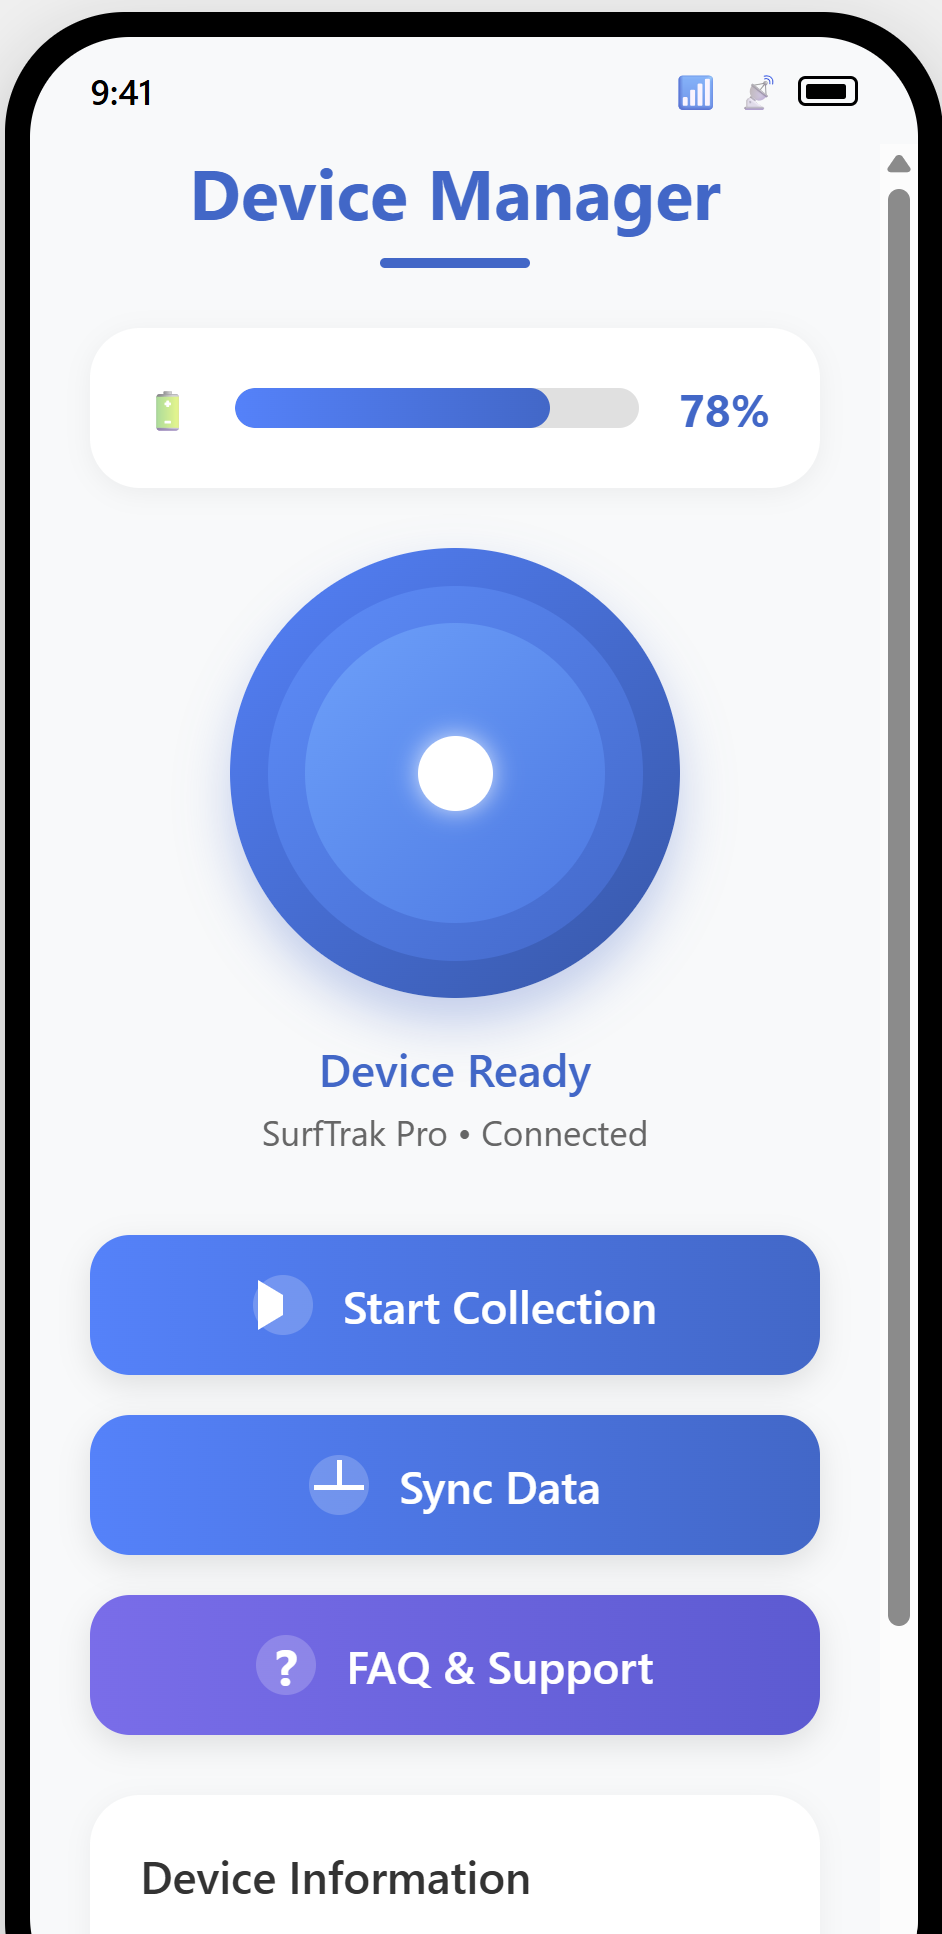 9:41
Device Manager
78%
Device Ready
SurfTrak Pro • Connected
Start Collection
Sync Data
? FAQ & Support
Device Information